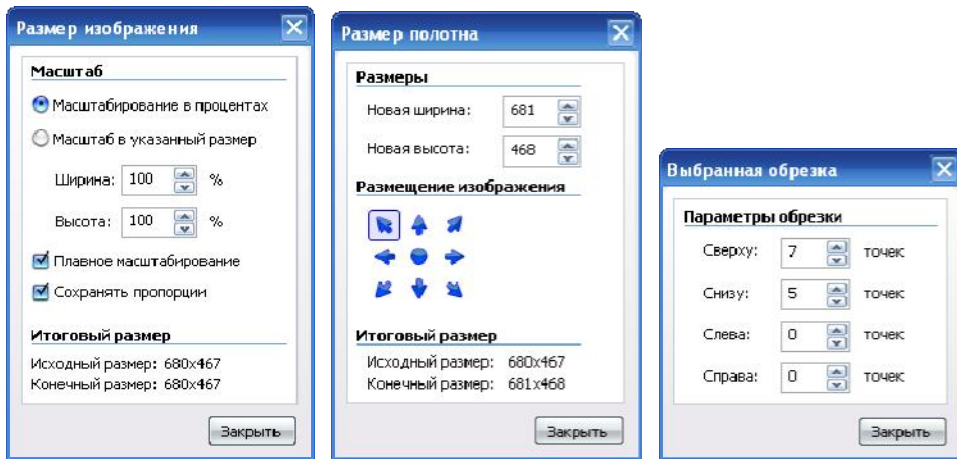 Размер изображения
Масштаб
Масштабирование в процентах
Масштаб в указанный размер
Ширина: 100 %
Высота: 100 %
Плавное масштабирование
Сохранять пропорции
Итоговый размер
Исходный размер: 680x467
Конечный размер: 680x467
Закрыть
Размер полотна
Размеры
Новая ширина: 681
Новая высота: 468
Размещение изображения
Итоговый размер
Исходный размер: 680x467
Конечный размер: 681x468
Закрыть
Выбранная обрезка
Параметры обрезки
Сверху: 7 точек
Снизу: 5 точек
Слева: 0 точек
Справа: 0 точек
Закрыть